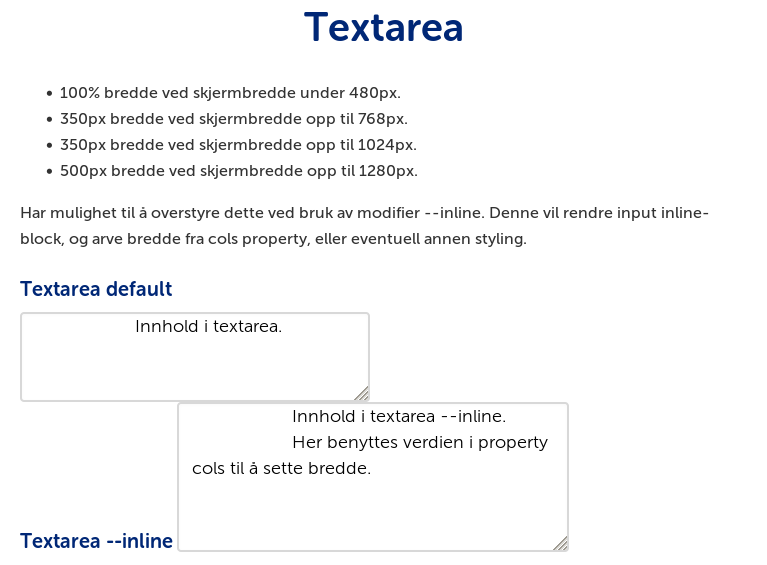 Textarea
• 100% bredde ved skjermbredde under 480px.
• 350px bredde ved skjermbredde opp til 768px.
• 350px bredde ved skjermbredde opp til 1024px.
• 500px bredde ved skjermbredde opp til 1280px.
Har mulighet til å overstyre dette ved bruk av modifier --inline. Denne vil rendre input inline-
block, og arve bredde fra cols property, eller eventuell annen styling.
Textarea default
Innhold i textarea.
Innhold i textarea --inline.
Her benyttes verdien i property
cols til å sette bredde.
Textarea --inline